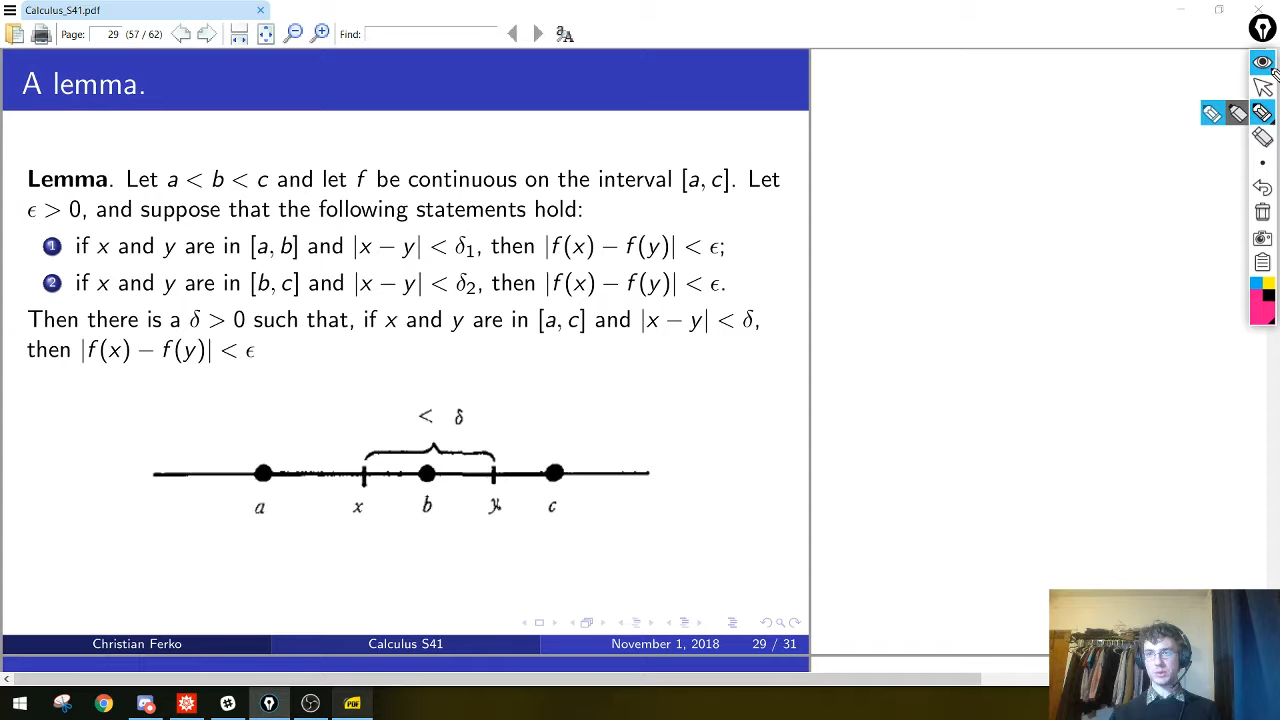 Calculus_S41.pdf
Page: 29 (57 / 62) Find:
A lemma.
Lemma. Let a < b < c and let f be continuous on the interval [a, c]. Let
ϵ > 0, and suppose that the following statements hold:
1 if x and y are in [a, b] and |x − y| < δ₁, then |f(x) − f(y)| < ϵ;
2 if x and y are in [b, c] and |x − y| < δ₂, then |f(x) − f(y)| < ϵ.
Then there is a δ > 0 such that, if x and y are in [a, c] and |x − y| < δ,
then |f(x) − f(y)| < ϵ
< δ
a x b y c
Christian Ferko Calculus S41 November 1, 2018 29 / 31
PDF